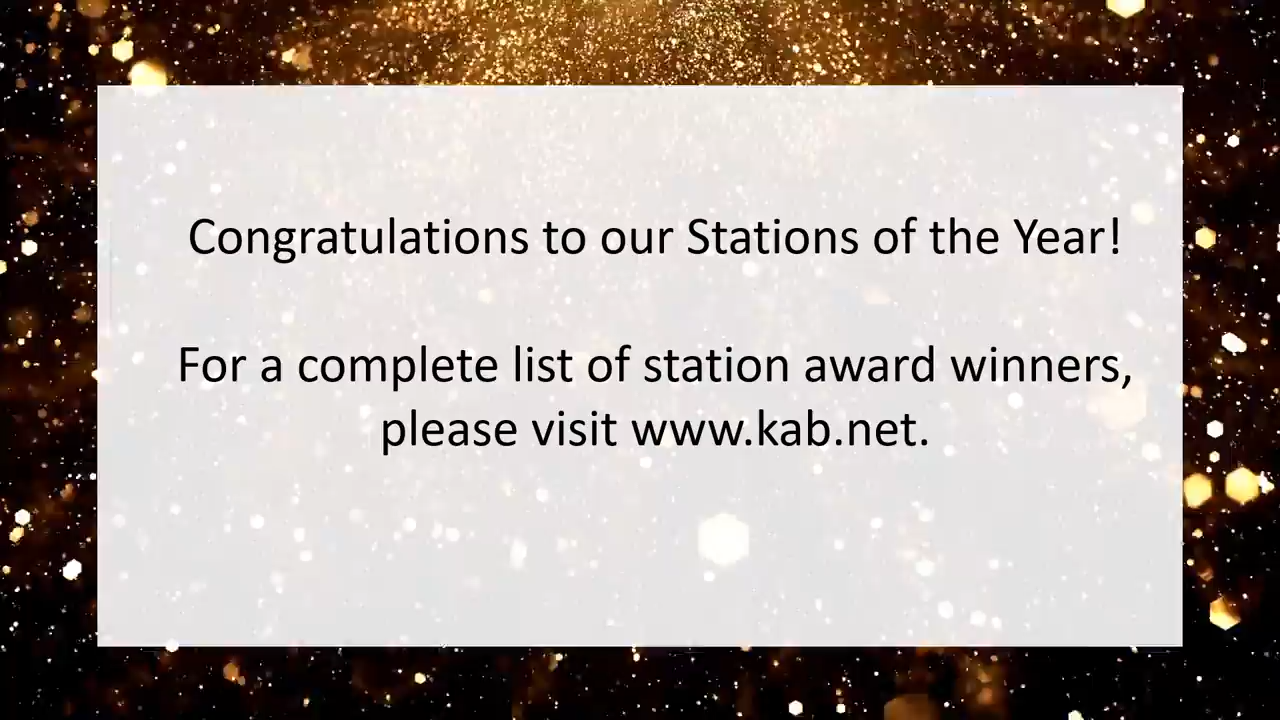 Congratulations to our Stations of the Year!
For a complete list of station award winners,
please visit www.kab.net.